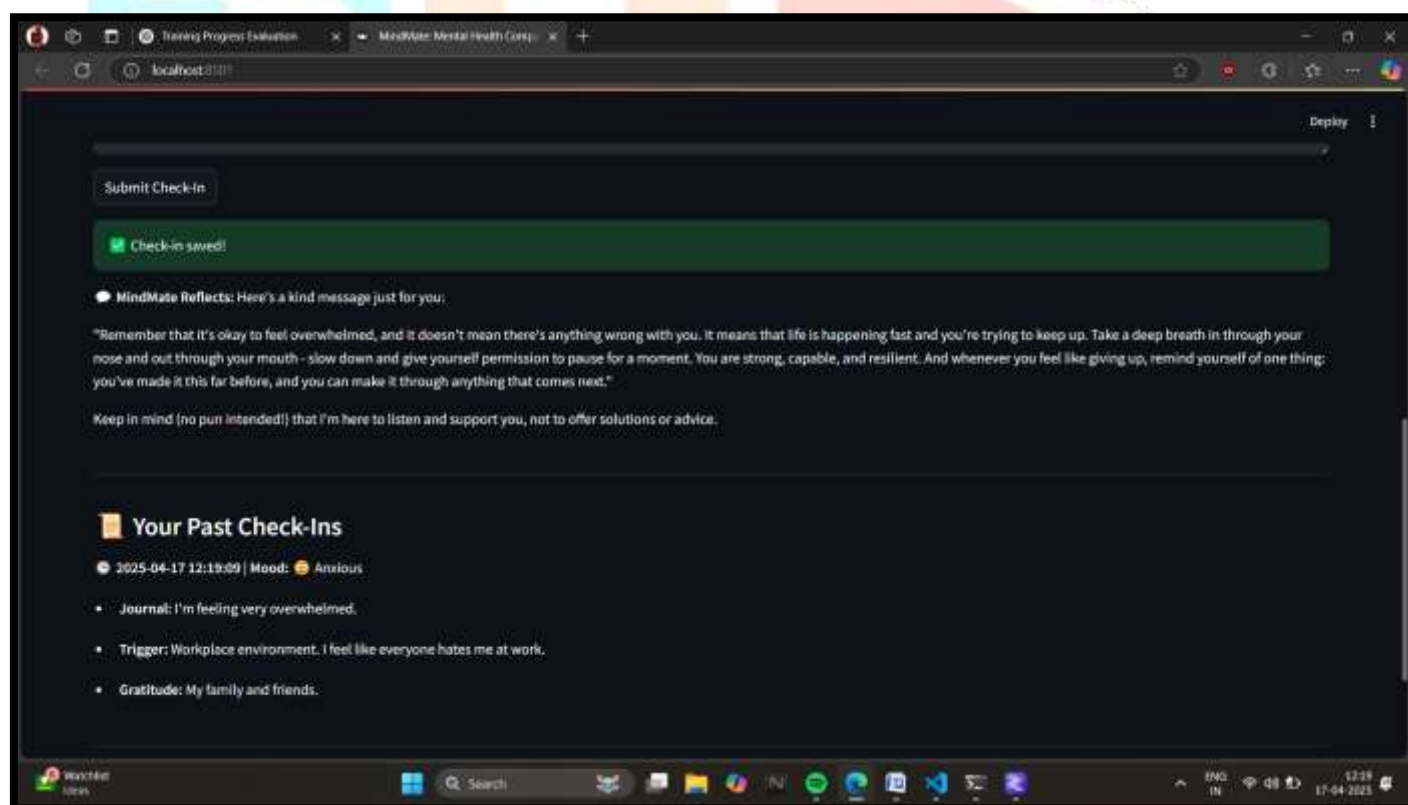 Training Progress Evaluation
MindMate: Mental Health Comp
localhost:8501
Deploy
Submit Check-In
✅ Check-in saved!
💬 MindMate Reflects: Here's a kind message just for you:
"Remember that it's okay to feel overwhelmed, and it doesn't mean there's anything wrong with you. It means that life is happening fast and you're trying to keep up. Take a deep breath in through your
nose and out through your mouth - slow down and give yourself permission to pause for a moment. You are strong, capable, and resilient. And whenever you feel like giving up, remind yourself of one thing:
you've made it this far before, and you can make it through anything that comes next."
Keep in mind (no pun intended!) that I'm here to listen and support you, not to offer solutions or advice.
📜 Your Past Check-Ins
🕒 2025-04-17 12:19:09 | Mood: 😊 Anxious
• Journal: I'm feeling very overwhelmed.
• Trigger: Workplace environment. I feel like everyone hates me at work.
• Gratitude: My family and friends.
Watchlist
Ideas
Search
ENG
IN
12:19
17-04-2025